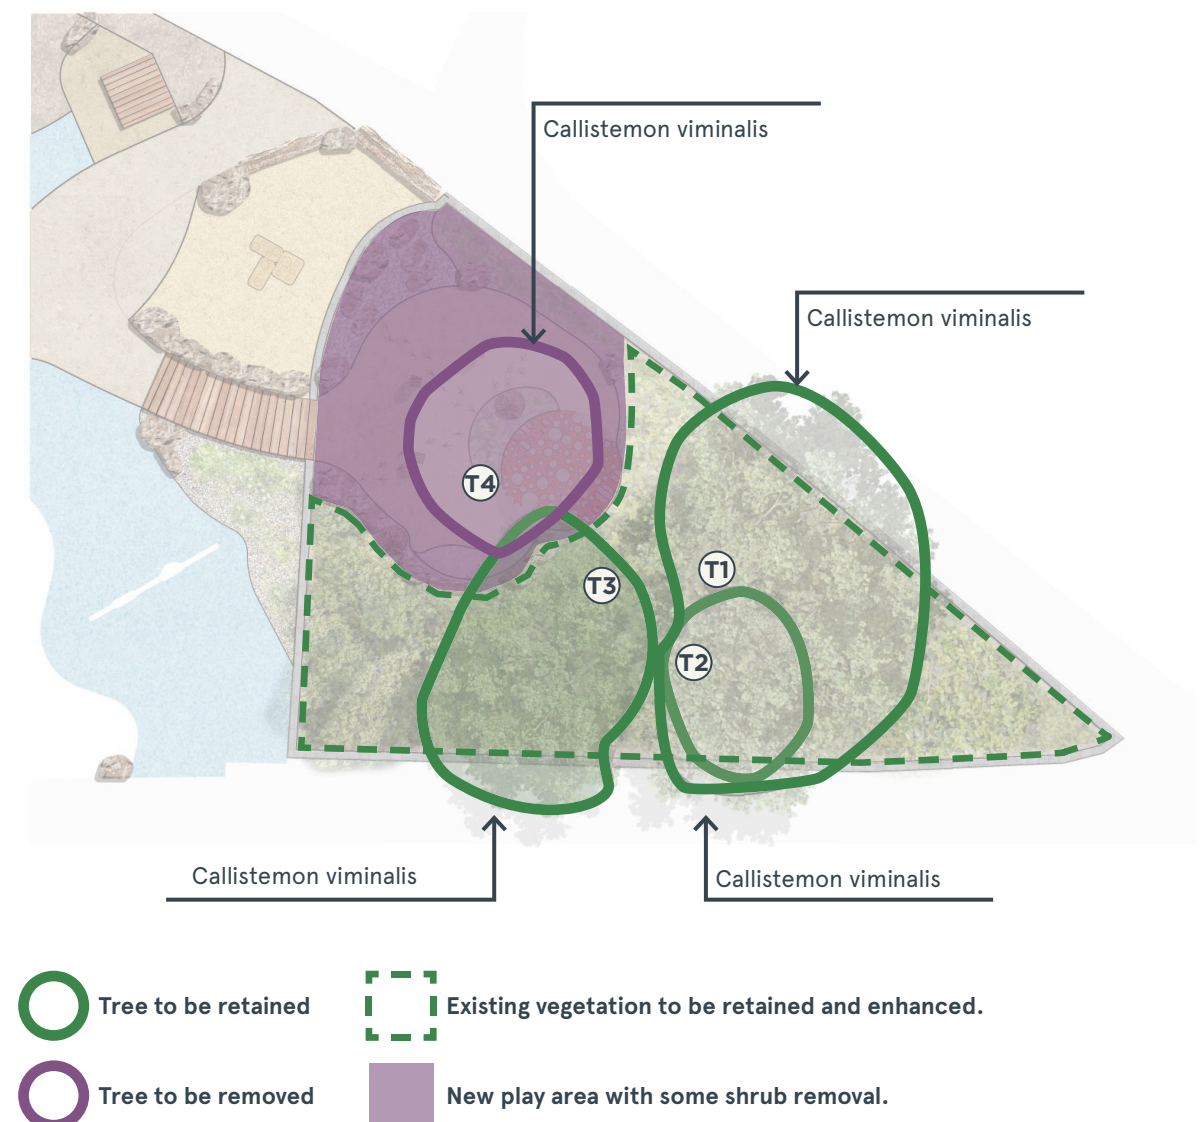 Callistemon viminalis
Callistemon viminalis
T4
T1
T3
T2
Callistemon viminalis
Callistemon viminalis
Tree to be retained
Existing vegetation to be retained and enhanced.
Tree to be removed
New play area with some shrub removal.